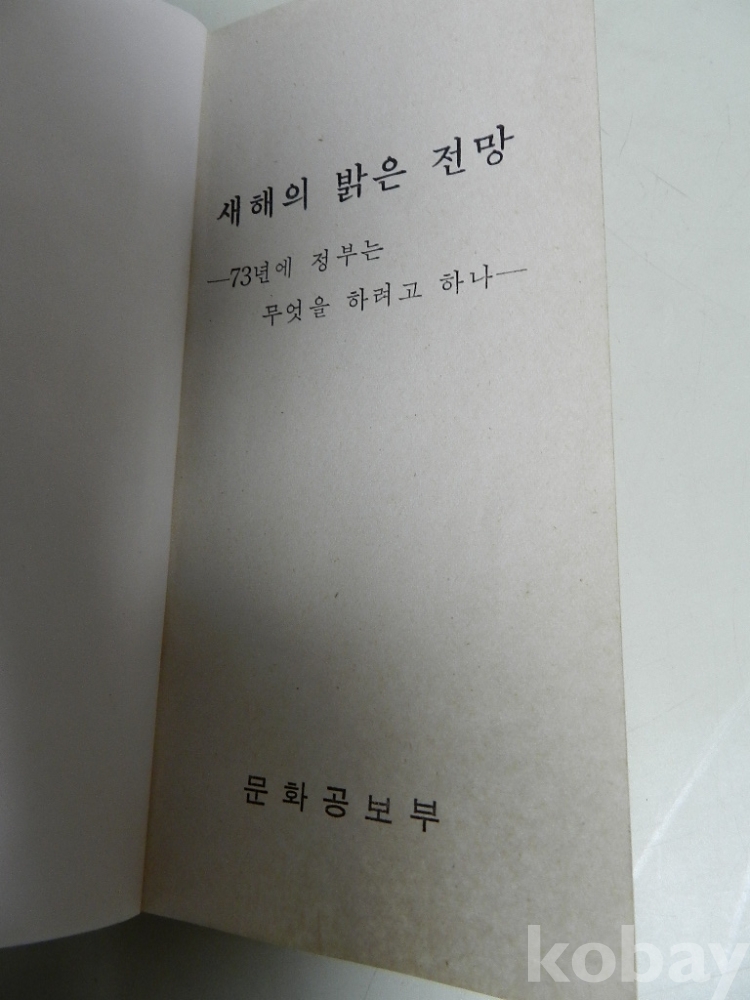 새해의 밝은 전망
—73년에 정부는
무엇을 하려고 하나—
문화공보부
kobay